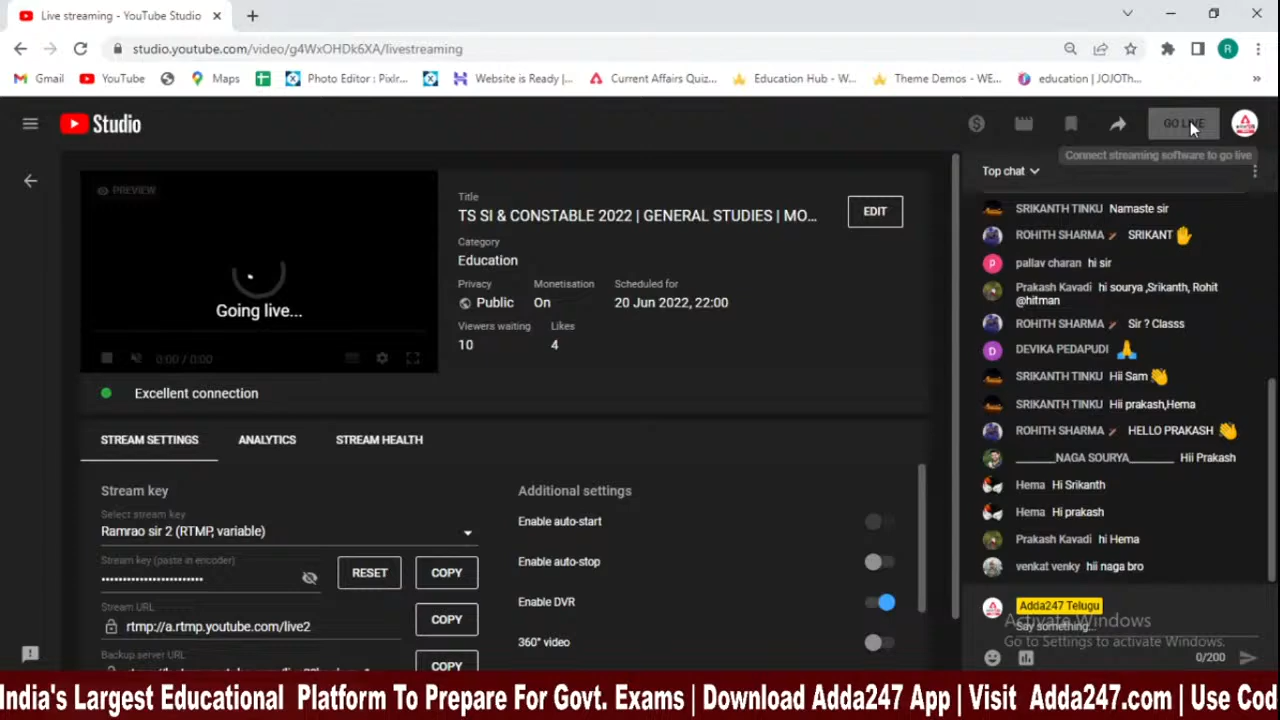 Live streaming - YouTube Studio
studio.youtube.com/video/g4WxOHDk6XA/livestreaming
R
Gmail YouTube Maps Photo Editor : Pixlr... Website is Ready |... Current Affairs Quiz... Education Hub - W... Theme Demos - WE... education | JOJOTh... »
Studio
GO LIVE
Connect streaming software to go live
PREVIEW
Going live...
0:00 / 0:00
Excellent connection
Title
TS SI & CONSTABLE 2022 | GENERAL STUDIES | MO...
EDIT
Category
Education
Privacy Monetisation Scheduled for
Public On 20 Jun 2022, 22:00
Viewers waiting Likes
10 4
STREAM SETTINGS ANALYTICS STREAM HEALTH
Stream key
Select stream key
Ramrao sir 2 (RTMP, variable)
Stream key (paste in encoder)
RESET COPY
Stream URL
rtmp://a.rtmp.youtube.com/live2
COPY
Backup server URL
COPY
Additional settings
Enable auto-start
Enable auto-stop
Enable DVR
360° video
Top chat
SRIKANTH TINKU Namaste sir
ROHITH SHARMA SRIKANT✋
P pallav charan hi sir
Prakash Kavadi hi sourya ,Srikanth, Rohit
@hitman
ROHITH SHARMA Sir ? Classs
D DEVIKA PEDAPUDI 🙏
SRIKANTH TINKU Hii Sam👏
SRIKANTH TINKU Hii prakash,Hema
ROHITH SHARMA HELLO PRAKASH 👏
_______NAGA SOURYA________ Hii Prakash
Hema Hi Srikanth
Hema Hi prakash
Prakash Kavadi hi Hema
venkat venky hii naga bro
Adda247 Telugu
Say something...
0/200
Activate Windows
Go to Settings to activate Windows.
India's Largest Educational Platform To Prepare For Govt. Exams | Download Adda247 App | Visit Adda247.com | Use Cod